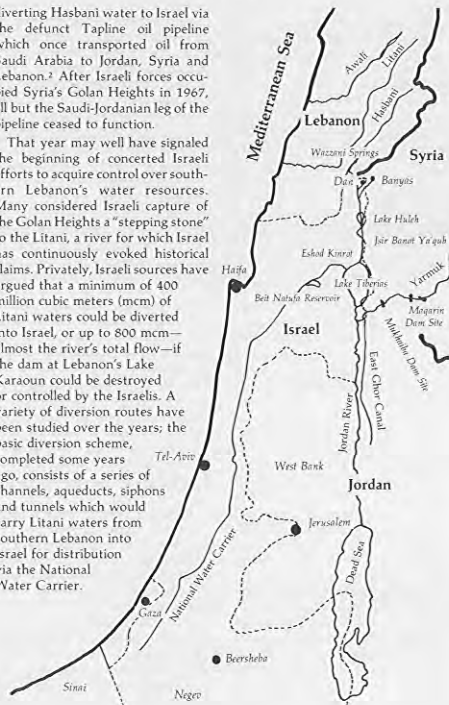 diverting Hasbani water to Israel via
the defunct Tapline oil pipeline
which once transported oil from
Saudi Arabia to Jordan, Syria and
Lebanon.² After Israeli forces occu-
pied Syria's Golan Heights in 1967,
ll but the Saudi-Jordanian leg of the
pipeline ceased to function.
That year may well have signaled
the beginning of concerted Israeli
efforts to acquire control over south-
ern Lebanon's water resources.
Many considered Israeli capture of
the Golan Heights a "stepping stone"
to the Litani, a river for which Israel
has continuously evoked historical
claims. Privately, Israeli sources have
argued that a minimum of 400
million cubic meters (mcm) of
Litani waters could be diverted
into Israel, or up to 800 mcm—
almost the river's total flow—if
the dam at Lebanon's Lake
Karaoun could be destroyed
or controlled by the Israelis. A
variety of diversion routes have
been studied over the years; the
basic diversion scheme,
completed some years
ago, consists of a series of
channels, aqueducts, siphons
and tunnels which would
carry Litani waters from
southern Lebanon into
Israel for distribution
via the National
Water Carrier.
Mediterranean Sea
Awali
Litani
Hasbani
Lebanon
Wazzani Springs
Syria
Dan
Banyas
Lake Huleh
Jsir Banat Ya'qub
Eshod Kinrot
Yarmuk
Haifa
Lake Tiberias
Beit Natufa Reservoir
Maqarin
Dam Site
Mukhaiba Dam Site
Israel
East Ghor Canal
Jordan River
Tel-Aviv
West Bank
Jordan
Jerusalem
Dead Sea
National Water Carrier
Gaza
Beersheba
Sinai
Negev